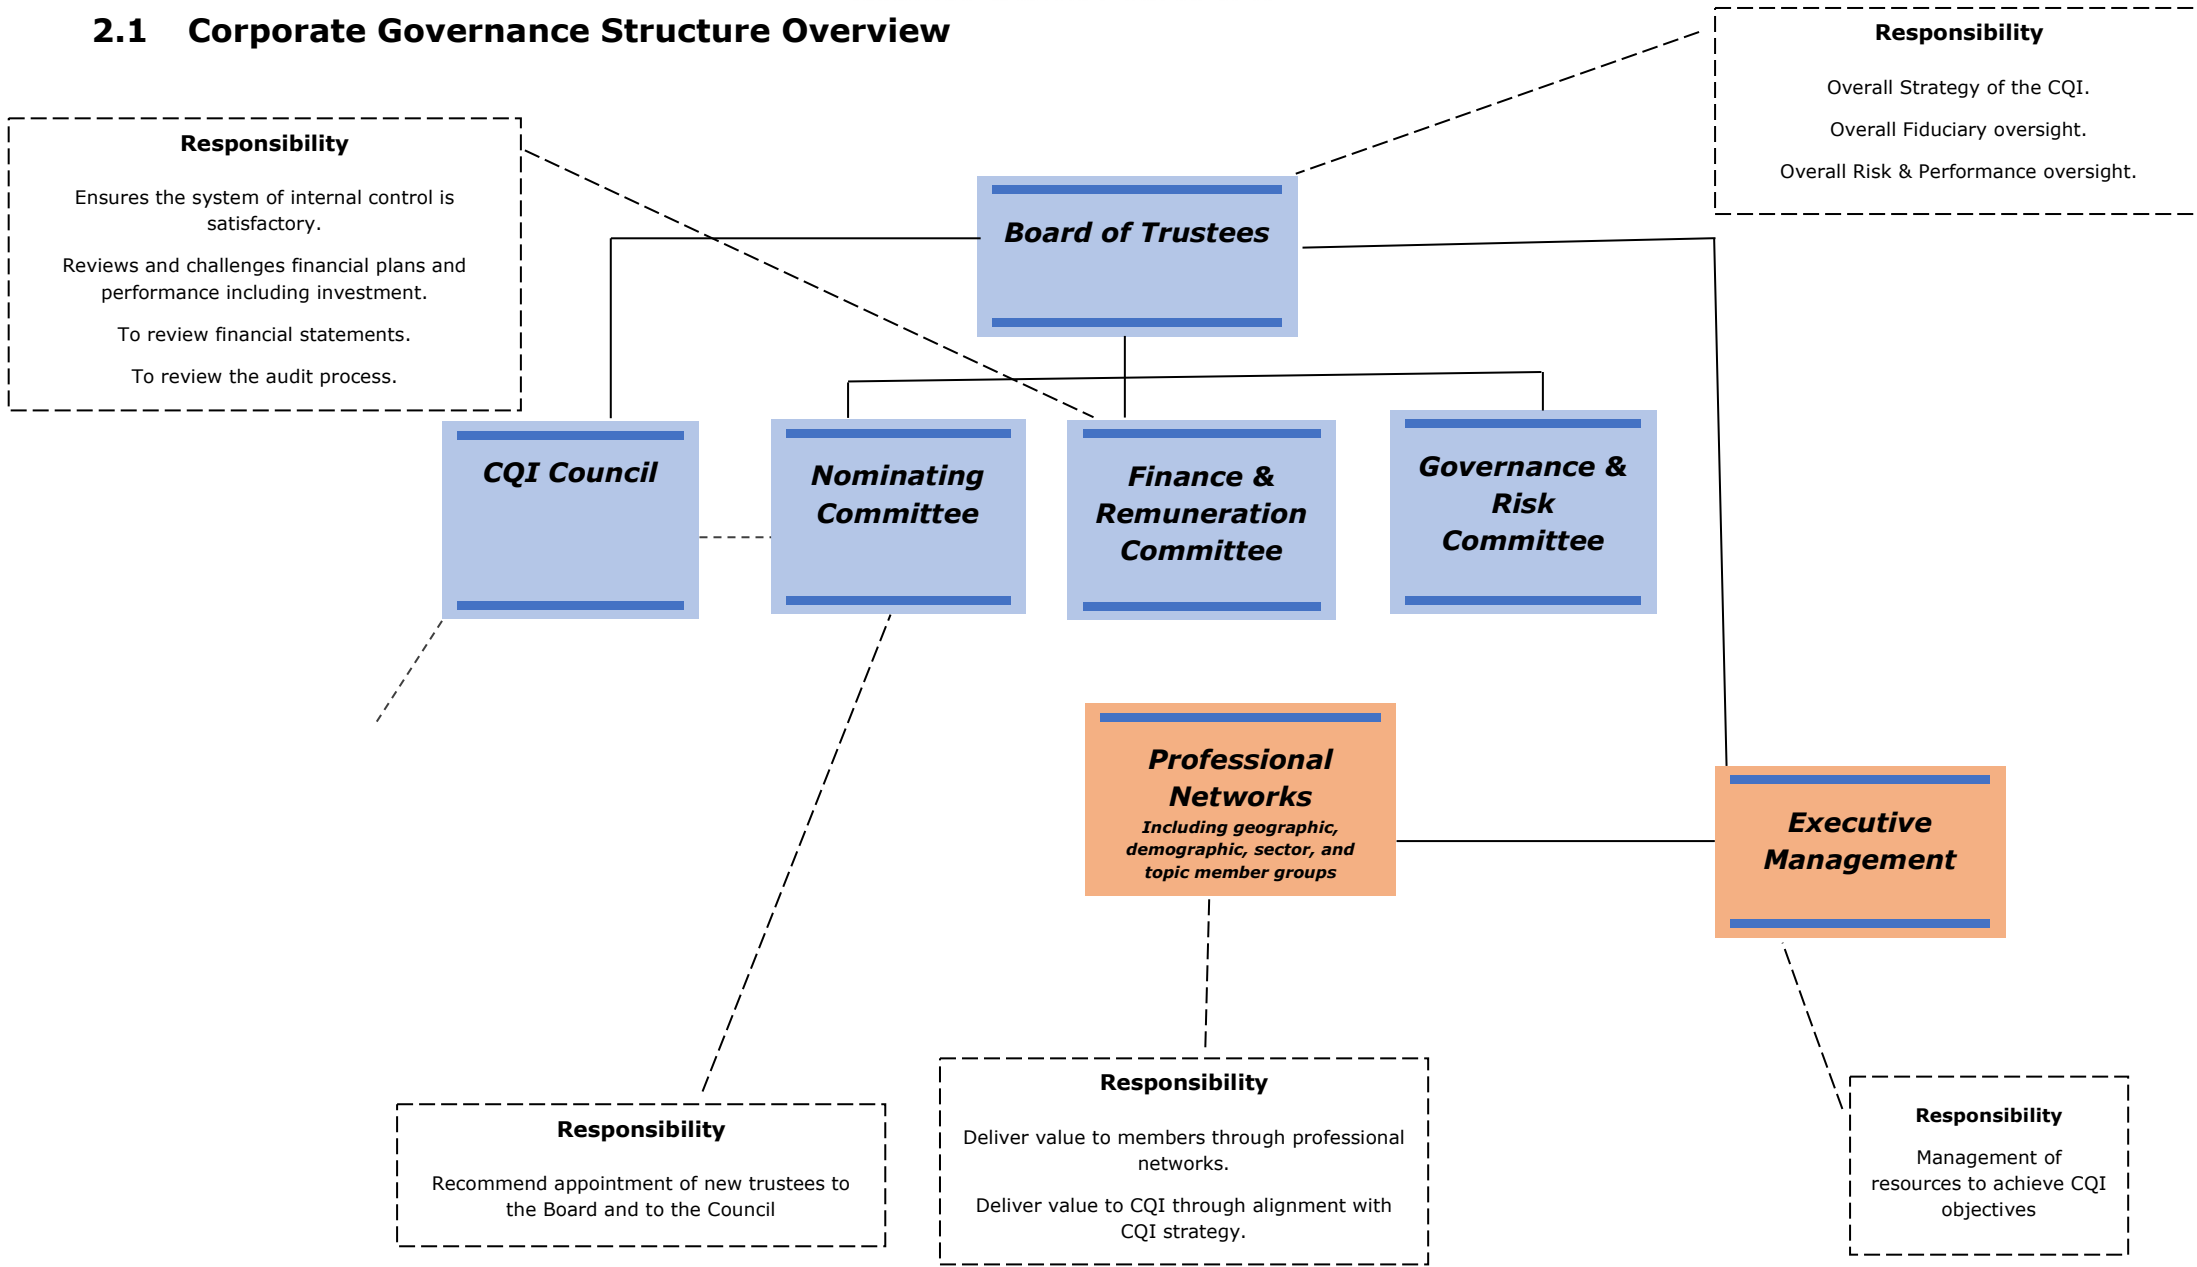 2.1 Corporate Governance Structure Overview
Responsibility
Overall Strategy of the CQI.
Overall Fiduciary oversight.
Overall Risk & Performance oversight.
Responsibility
Ensures the system of internal control is
satisfactory.
Reviews and challenges financial plans and
performance including investment.
To review financial statements.
To review the audit process.
Board of Trustees
CQI Council
Nominating
Committee
Finance &
Remuneration
Committee
Governance &
Risk
Committee
Professional
Networks
Including geographic,
demographic, sector, and
topic member groups
Executive
Management
Responsibility
Recommend appointment of new trustees to
the Board and to the Council
Responsibility
Deliver value to members through professional
networks.
Deliver value to CQI through alignment with
CQI strategy.
Responsibility
Management of
resources to achieve CQI
objectives